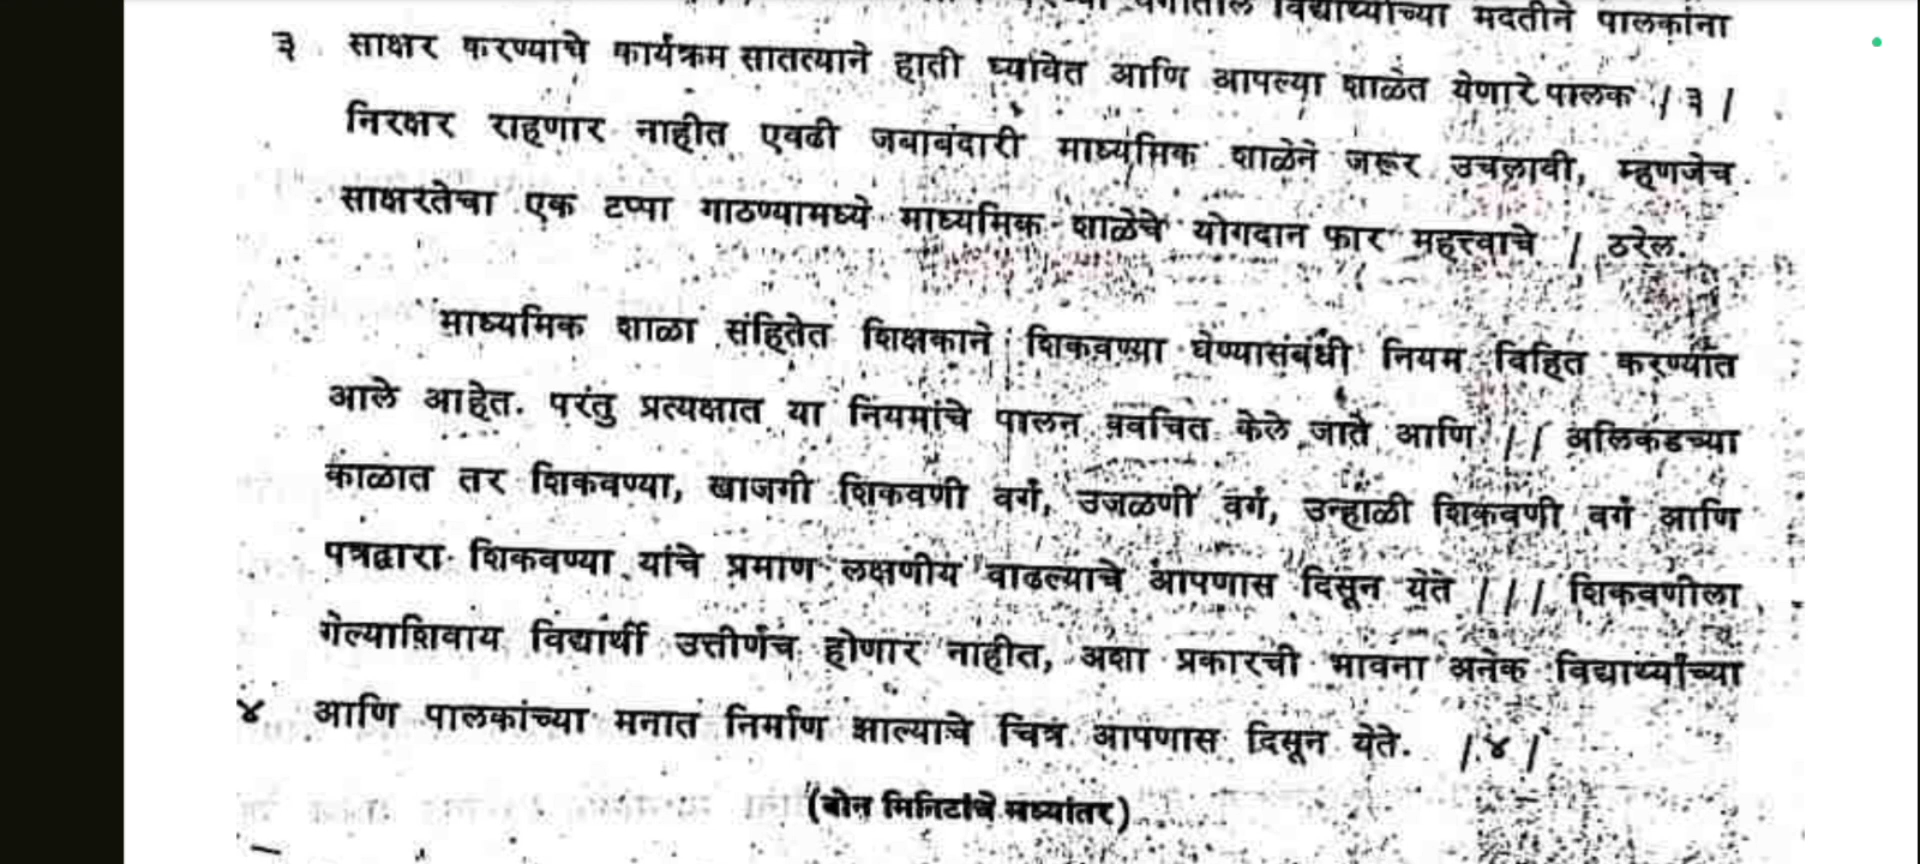 वर्गातील विद्यार्थ्यांच्या मदतीने पालकांना
३ साक्षर करण्याचे कार्यक्रम सातत्याने हाती घ्यावेत आणि आपल्या शाळेत येणारे पालक /३/
निरक्षर राहणार नाहीत एवढी जबाबदारी माध्यमिक शाळेने जरूर उचलावी, म्हणजेच
साक्षरतेचा एक टप्पा गाठण्यामध्ये माध्यमिक शाळेचे योगदान फार महत्त्वाचे / ठरेल.
माध्यमिक शाळा संहितेत शिक्षकाने शिकवण्या घेण्यासंबंधी नियम विहित करण्यात
आले आहेत. परंतु प्रत्यक्षात या नियमांचे पालन क्वचित केले जाते आणि // अलिकडच्या
काळात तर शिकवण्या, खाजगी शिकवणी वर्ग, उजळणी वर्ग, उन्हाळी शिकवणी वर्ग आणि
पत्रद्वारा शिकवण्या यांचे प्रमाण लक्षणीय वाढल्याचे आपणास दिसून येते /// शिकवणीला
गेल्याशिवाय विद्यार्थी उत्तीर्णच होणार नाहीत, अशा प्रकारची भावना अनेक विद्यार्थ्यांच्या
४ आणि पालकांच्या मनात निर्माण झाल्याचे चित्र आपणास दिसून येते. /४/
(दोन मिनिटांचे मध्यांतर)